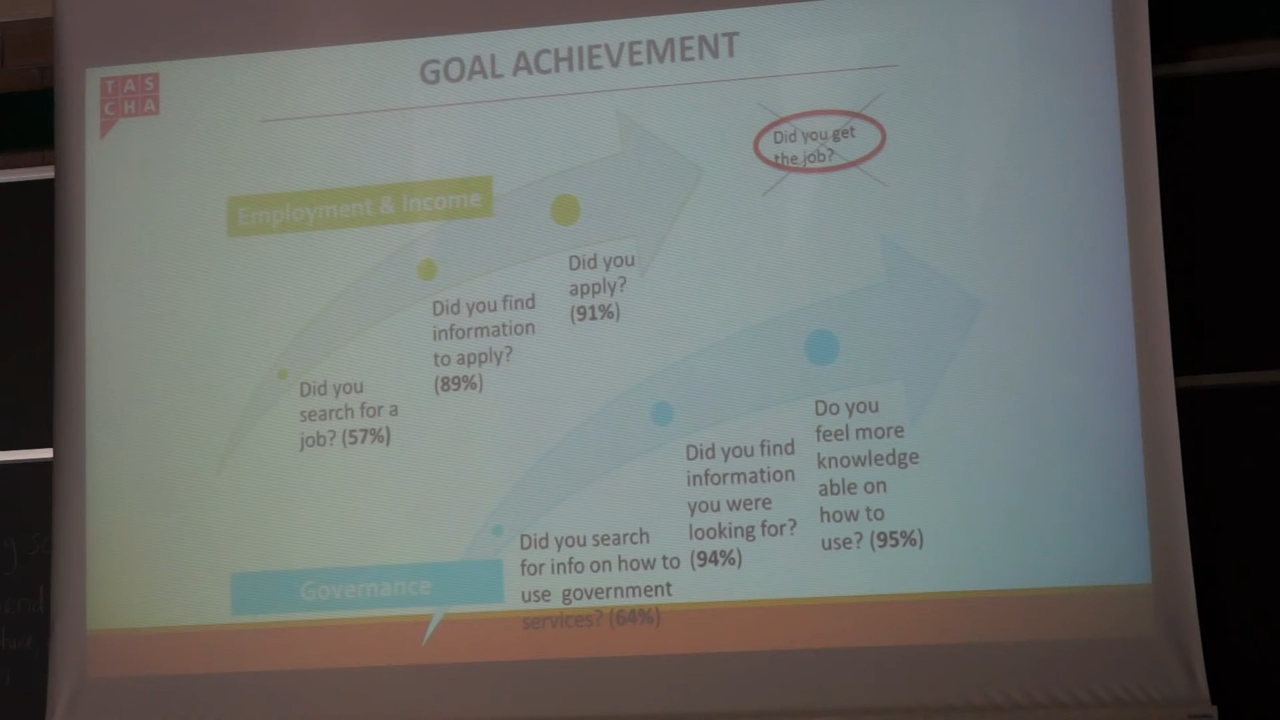 GOAL ACHIEVEMENT
TAS
CHA
Did you get
the job?
Employment & Income
Did you
apply?
(91%)
Did you find
information
to apply?
(89%)
Did you
search for a
job? (57%)
Do you
feel more
knowledge
able on
how to
use? (95%)
Did you find
information
you were
looking for?
(94%)
Did you search
for info on how to
use government
services? (64%)
Governance